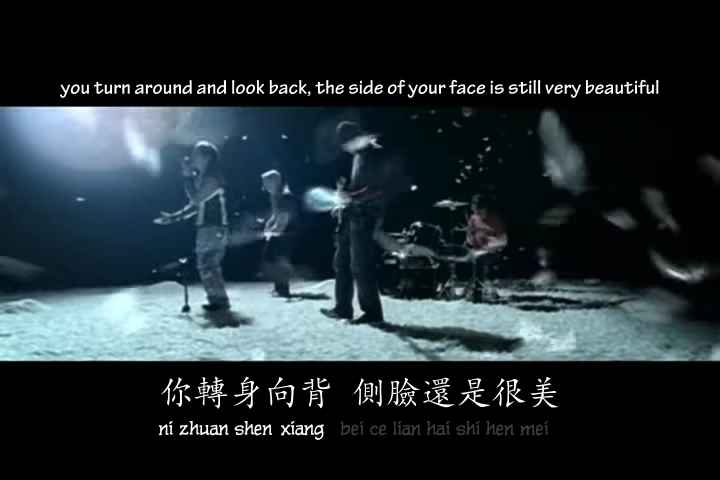 you turn around and look back, the side of your face is still very beautiful
你轉身向背 側臉還是很美
ni zhuan shen xiang bei ce lian hai shi hen mei